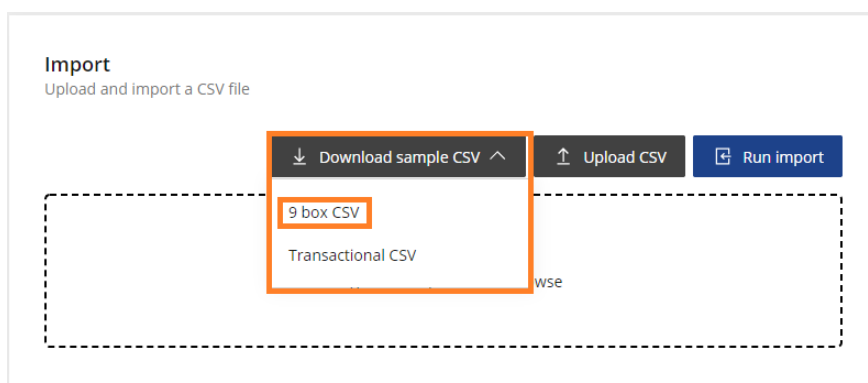 Import
Upload and import a CSV file
Download sample CSV
Upload CSV
Run import
9 box CSV
Transactional CSV
wse